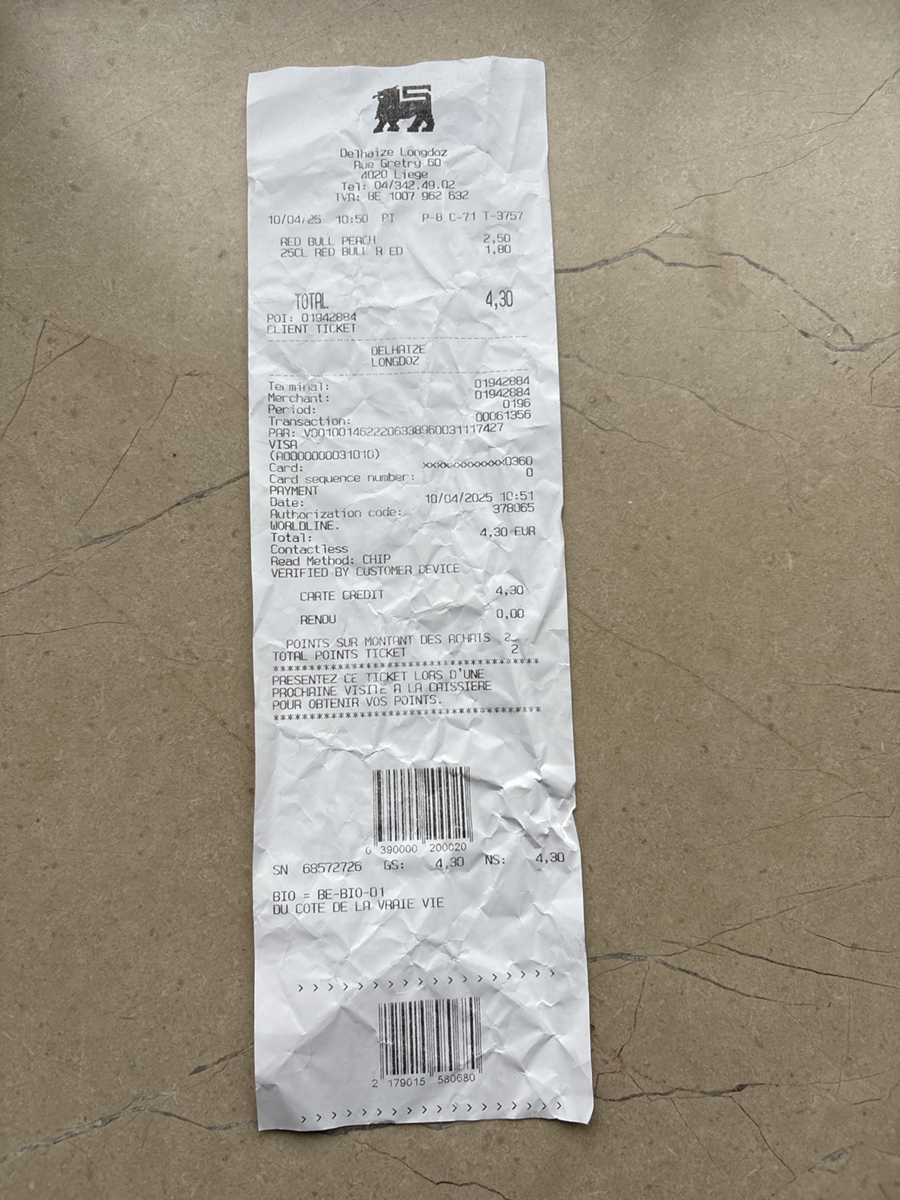 Delhaize Longdoz
Rue Gretry 60
4020 Liege
Tel: 04/342.49.02
TVA: BE 1007 962 632
10/04/25 10:50 PI P-8 C-71 T-3757
RED BULL PEACH 2,50
25CL RED BULL R ED 1,80
TOTAL 4,30
POI: 01942884
CLIENT TICKET
DELHAIZE
LONGDOZ
Terminal: 01942884
Merchant: 01942884
Period: 0196
Transaction: 00061356
VISA
(A0000000031010)
Card: xxxxxxxxxxxx0360
Card sequence number: 0
PAYMENT
Date: 10/04/2025 10:51
Authorization code: 378065
WORLDLINE.
Total: 4,30 EUR
Contactless
Read Method: CHIP
VERIFIED BY CUSTOMER DEVICE
CARTE CREDIT 4,30
RENDU 0,00
POINTS SUR MONTANT DES ACHATS 2
TOTAL POINTS TICKET 2
****************************************
PRESENTEZ CE TICKET LORS D'UNE
PROCHAINE VISITE A LA CAISSIERE
POUR OBTENIR VOS POINTS.
****************************************
0 390000 200020
SN 68572726 GS: 4,30 NS: 4,30
BIO = BE-BIO-01
DU COTE DE LA VRAIE VIE
> > > > > > > > > > > > > > > >
2 179015 580680
> > > > > > > > > > > > > > > >